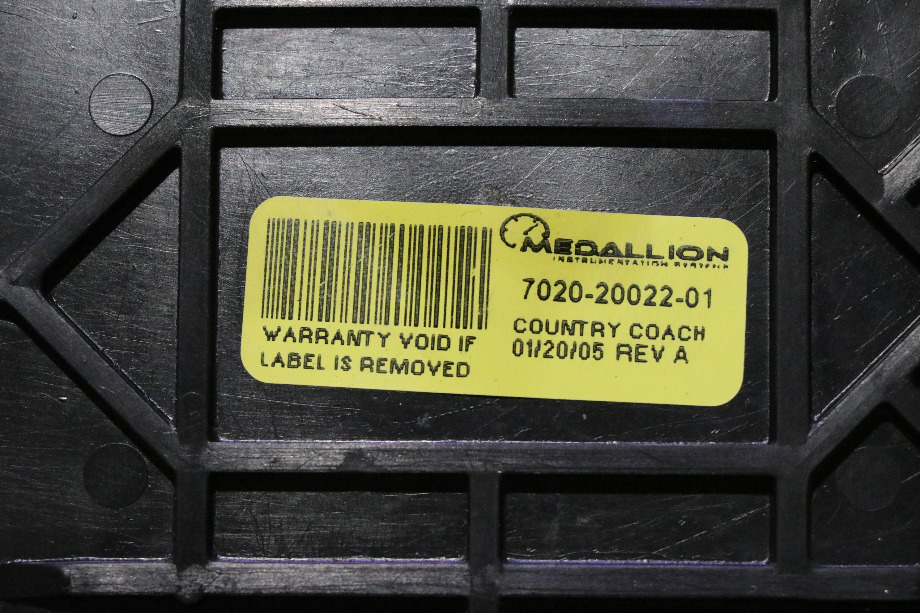 MEDALLION
INSTRUMENTATION SYSTEMS
7020-20022-01
COUNTRY COACH
01/20/05 REV A
WARRANTY VOID IF
LABEL IS REMOVED